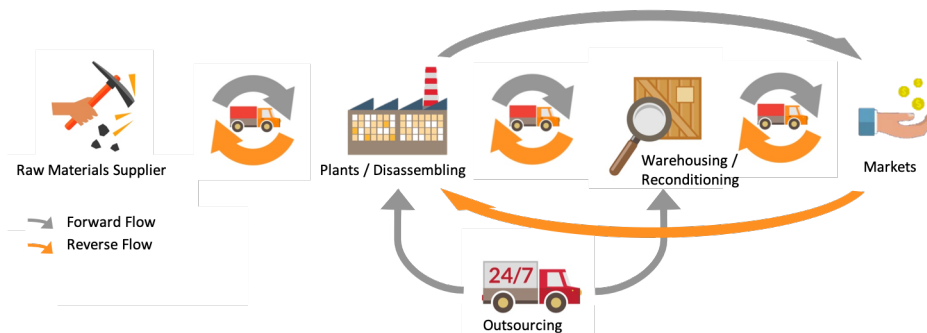 Raw Materials Supplier
Plants / Disassembling
Warehousing /
Reconditioning
Markets
Forward Flow
Reverse Flow
24/7
Outsourcing